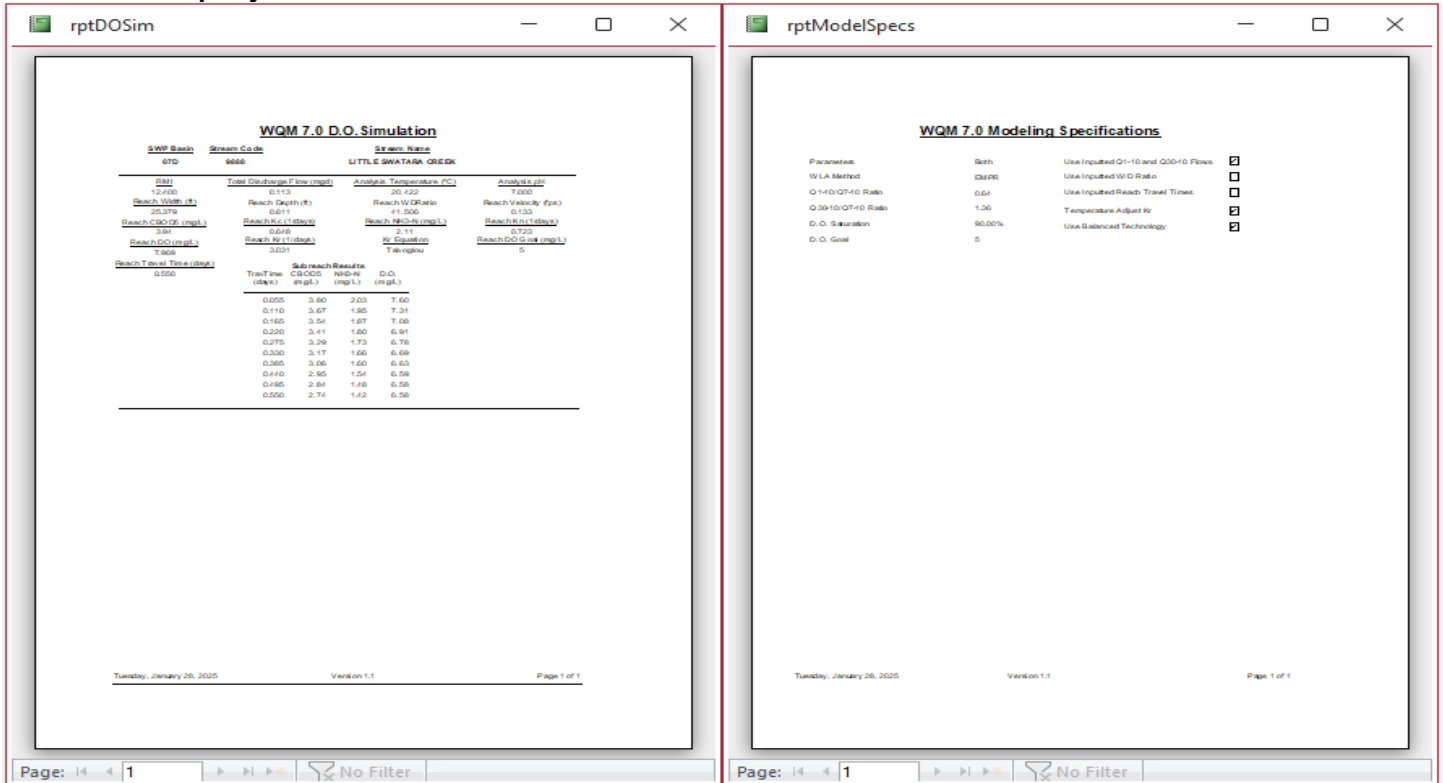 rptDOSim
WQM 7.0 D.O.Simulation
SWP Basin Stream Code Stream Name
07D 9888 LITTLE SWATARA CREEK
RMI Total Discharge Flow (mgd) Analysis Temperature (°C) Analysis pH
12.400 0.113 20.422 7.000
Reach Width (ft) Reach Depth (ft) Reach WDRatio Reach Velocity (fps)
25.379 0.611 41.506 0.133
Reach CBOD5 (mg/L) Reach Kc (1/days) Reach NH3-N (mg/L) Reach Kn (1/days)
3.94 0.648 2.11 0.723
Reach DO (mg/L) Reach Kr (1/days) Kr Equation Reach DO Goal (mg/L)
7.969 3.031 Tsivoglou 5
Reach Travel Time (days)
0.550
Subreach Results
TravTime CBOD5 NH3-N D.O.
(days) (mg/L) (mg/L) (mg/L)
0.055 3.80 2.03 7.60
0.110 3.67 1.95 7.31
0.165 3.54 1.87 7.08
0.220 3.41 1.80 6.91
0.275 3.29 1.73 6.78
0.330 3.17 1.66 6.69
0.385 3.06 1.60 6.63
0.440 2.95 1.54 6.59
0.495 2.84 1.48 6.58
0.550 2.74 1.42 6.58
Tuesday, January 28, 2025 Version 1.1 Page 1 of 1
Page: 1 No Filter
rptModelSpecs
WQM 7.0 Modeling Specifications
Parameters Both Use Inputted Q1-10 and Q30-10 Flows
WLA Method EMPR Use Inputted W/D Ratio
Q1-10/Q7-10 Ratio 0.64 Use Inputted Reach Travel Times
Q30-10/Q7-10 Ratio 1.36 Temperature Adjust Kr
D.O. Saturation 90.00% Use Balanced Technology
D.O. Goal 5
Tuesday, January 28, 2025 Version 1.1 Page 1 of 1
Page: 1 No Filter